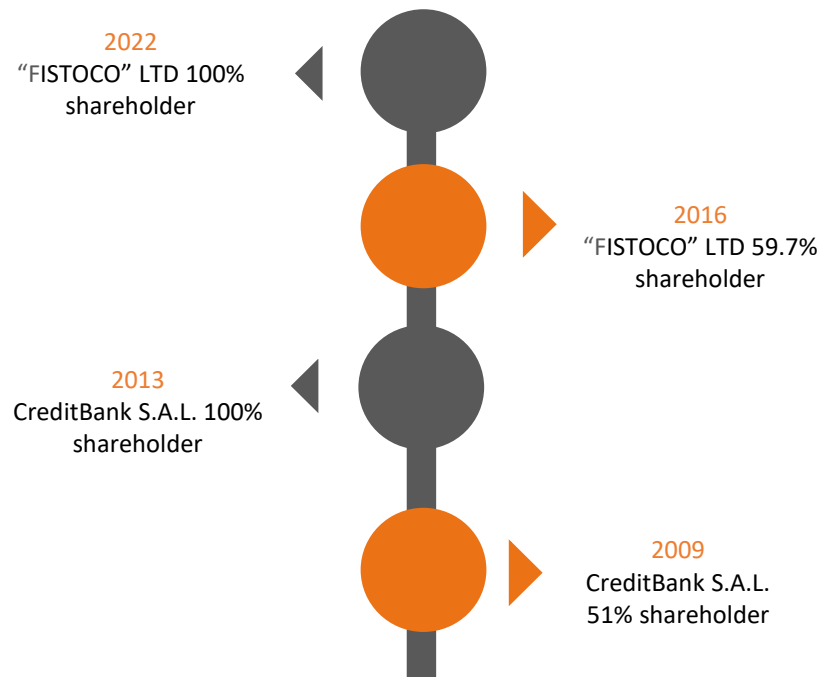 2022
“FISTOCO” LTD 100%
shareholder
2016
“FISTOCO” LTD 59.7%
shareholder
2013
CreditBank S.A.L. 100%
shareholder
2009
CreditBank S.A.L.
51% shareholder